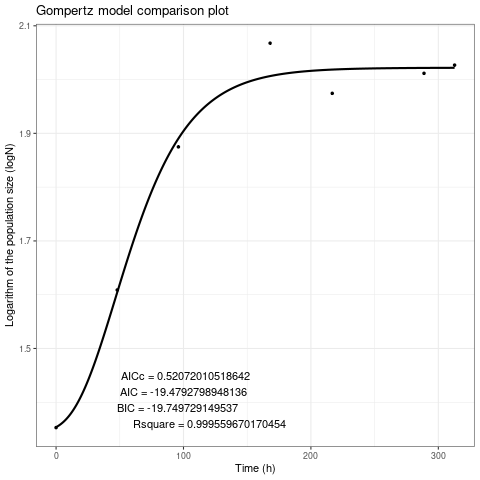 Gompertz model comparison plot
2.1
1.9
1.7
1.5
Logarithm of the population size (logN)
AICc = 0.52072010518642
AIC = -19.4792798948136
BIC = -19.749729149537
Rsquare = 0.999559670170454
0 100 200 300
Time (h)